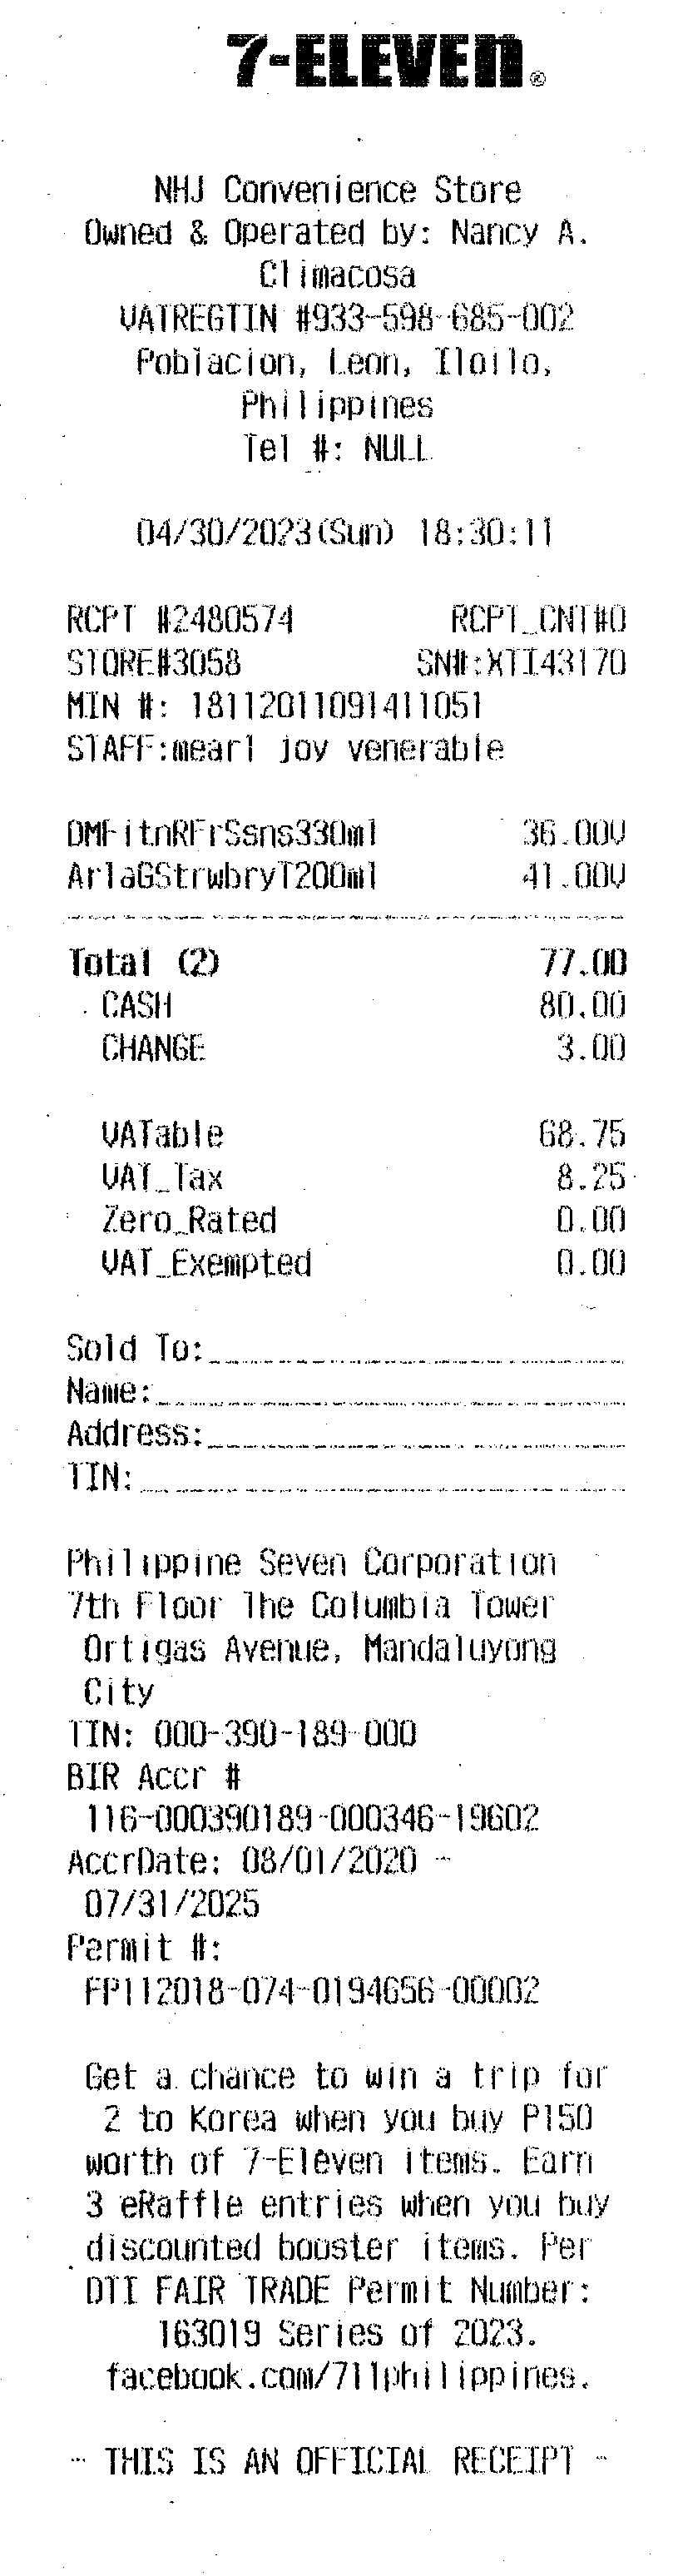 7-ELEVEn®
NHJ Convenience Store
Owned & Operated by: Nancy A.
Climacosa
VATREGTIN #933-598-685-002
Poblacion, Leon, Iloilo,
Philippines
Tel #: NULL
04/30/2023(Sun) 18:30:11
RCPT #2480574 RCPT_CNT#0
STORE#3058 SN#:XTI43170
MIN #: 18112011091411051
STAFF:mearl joy venerable
DMFitnRFrSsns330ml 36.00V
ArlaGStrwbryT200ml 41.00V
Total (2) 77.00
CASH 80.00
CHANGE 3.00
VATable 68.75
VAT_Tax 8.25
Zero_Rated 0.00
VAT_Exempted 0.00
Sold To:
Name:
Address:
TIN:
Philippine Seven Corporation
7th Floor The Columbia Tower
Ortigas Avenue, Mandaluyong
City
TIN: 000-390-189-000
BIR Accr #
116-000390189-000346-19602
AccrDate: 08/01/2020 -
07/31/2025
Permit #:
FP112018-074-0194656-00002
Get a chance to win a trip for
2 to Korea when you buy P150
worth of 7-Eleven items. Earn
3 eRaffle entries when you buy
discounted booster items. Per
DTI FAIR TRADE Permit Number:
163019 Series of 2023.
facebook.com/711philippines.
- THIS IS AN OFFICIAL RECEIPT -